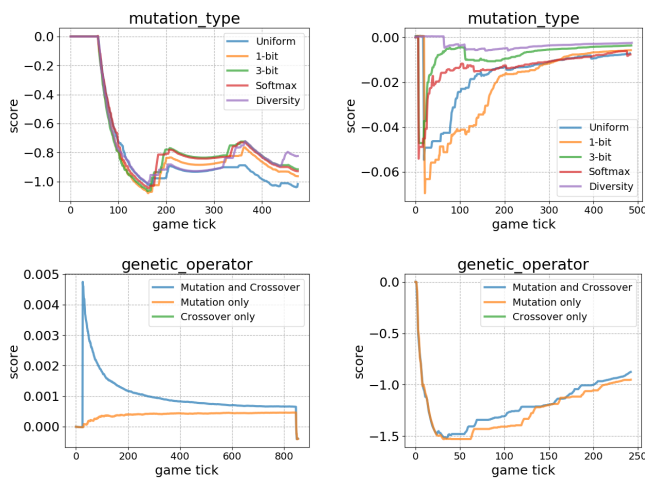 mutation_type
0.0
−0.2
−0.4
−0.6
−0.8
−1.0
score
0
100
200
300
400
game tick
Uniform
1-bit
3-bit
Softmax
Diversity
mutation_type
0.00
−0.02
−0.04
−0.06
score
0
100
200
300
400
500
game tick
Uniform
1-bit
3-bit
Softmax
Diversity
genetic_operator
0.005
0.004
0.003
0.002
0.001
0.000
score
0
200
400
600
800
game tick
Mutation and Crossover
Mutation only
Crossover only
genetic_operator
0.0
−0.5
−1.0
−1.5
score
0
50
100
150
200
250
game tick
Mutation and Crossover
Mutation only
Crossover only